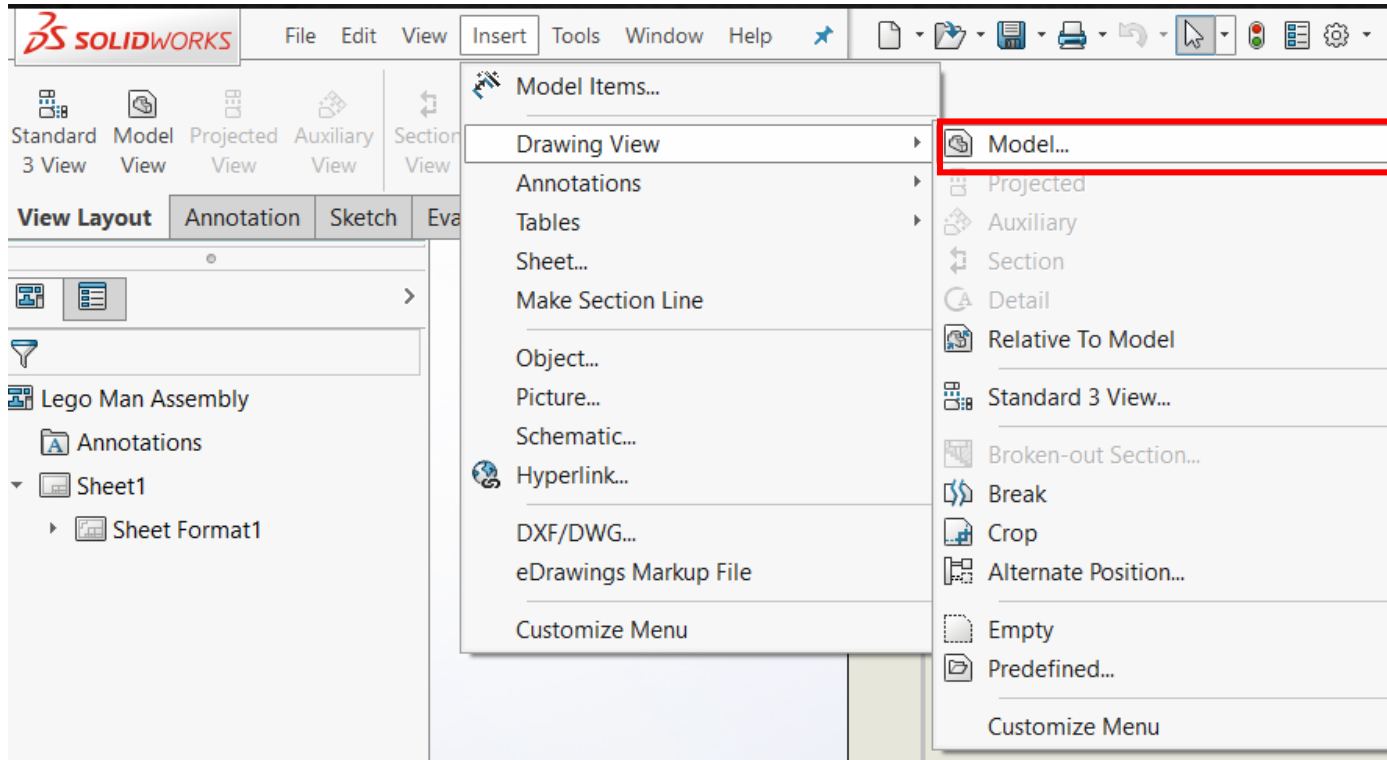 SOLIDWORKS File Edit View Insert Tools Window Help
Standard 3 View
Model View
Projected View
Auxiliary View
Section View
View Layout Annotation Sketch Eva
Lego Man Assembly
Annotations
Sheet1
Sheet Format1
Model Items...
Drawing View
Annotations
Tables
Sheet...
Make Section Line
Object...
Picture...
Schematic...
Hyperlink...
DXF/DWG...
eDrawings Markup File
Customize Menu
Model...
Projected
Auxiliary
Section
Detail
Relative To Model
Standard 3 View...
Broken-out Section...
Break
Crop
Alternate Position...
Empty
Predefined...
Customize Menu